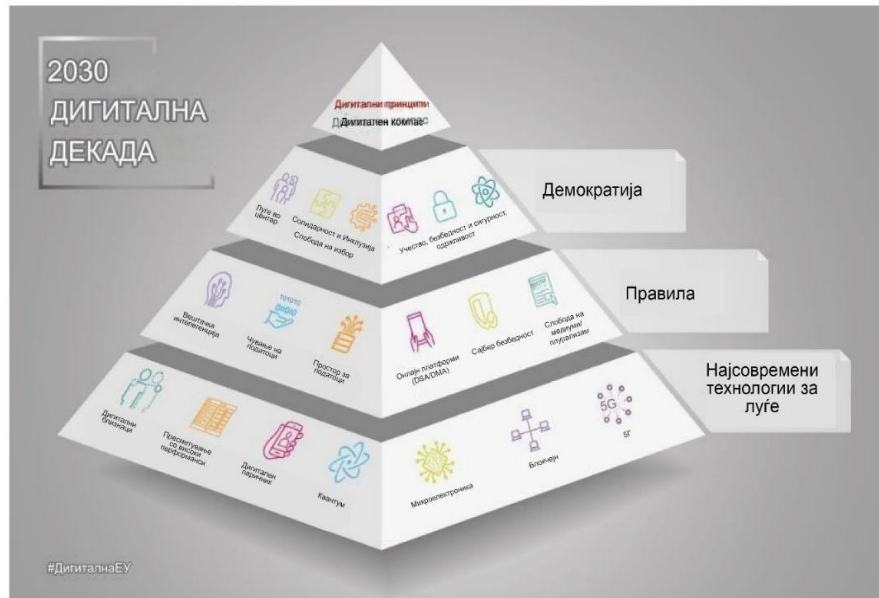 2030
ДИГИТАЛНА
ДЕКАДА
Дигитални принципи
Дигитален компас
Луѓе во
центар
Солидарност и Инклузија
Слобода на избор
Учество, безбедност и сигурност,
одржливост
Демократија
Вештачка
интелегенција
Чување на
податоци
Простор за
податоци
Онлајн платформи
(DSA/DMA)
Сајбер безбедност
Слобода на
медиуми/
плурализам
Правила
Дигитални
близнаци
Пресметување
со високи
перформанси
Дигитален
паричник
Квантум
Микроелектроника
Блокчејн
5G
5Г
Најсовремени
технологии за
луѓе
#ДигиталнаЕУ